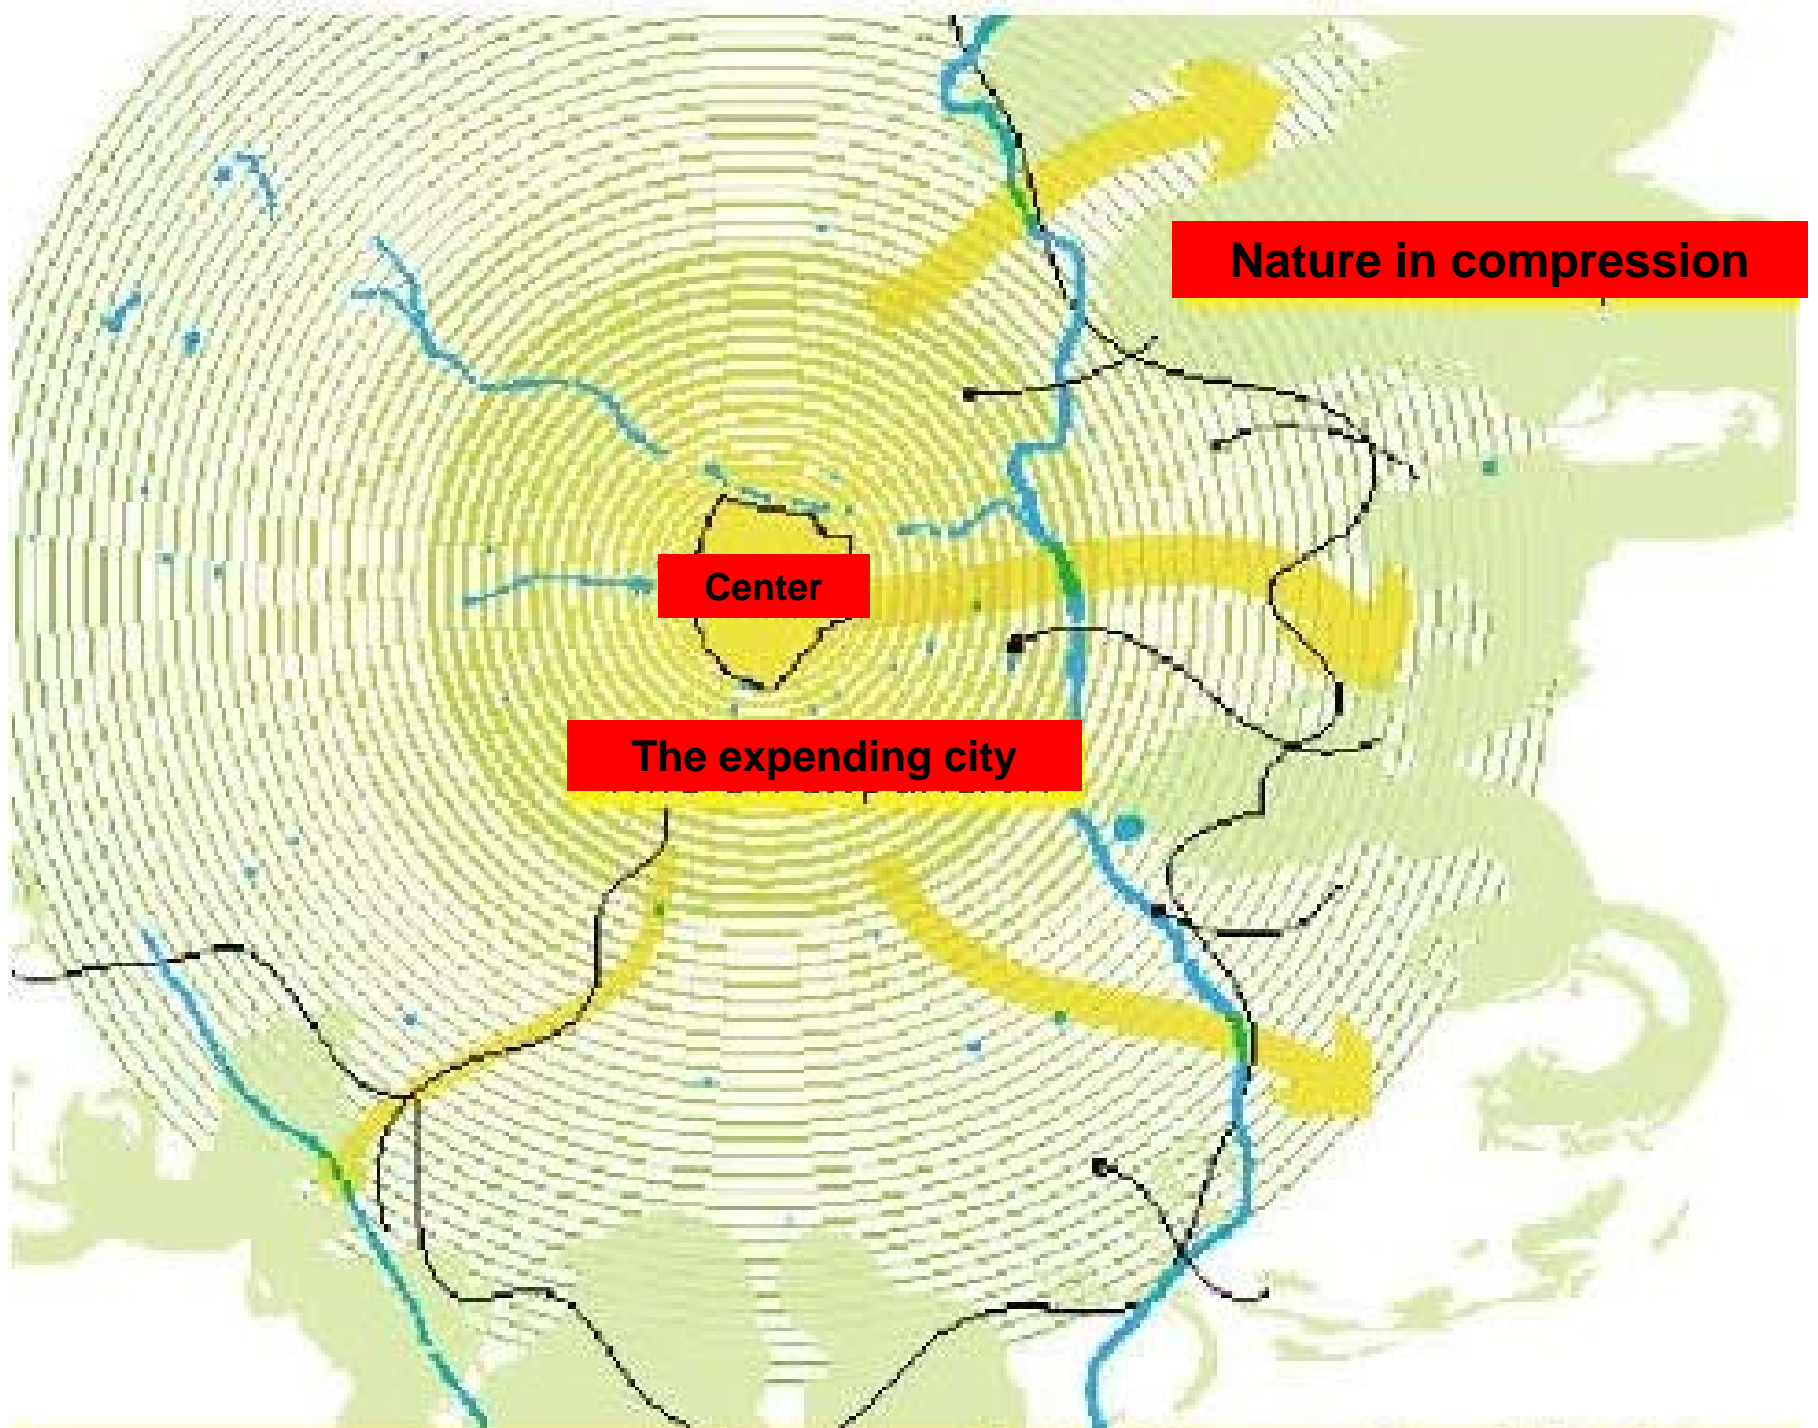 Nature in compression
Center
The expending city